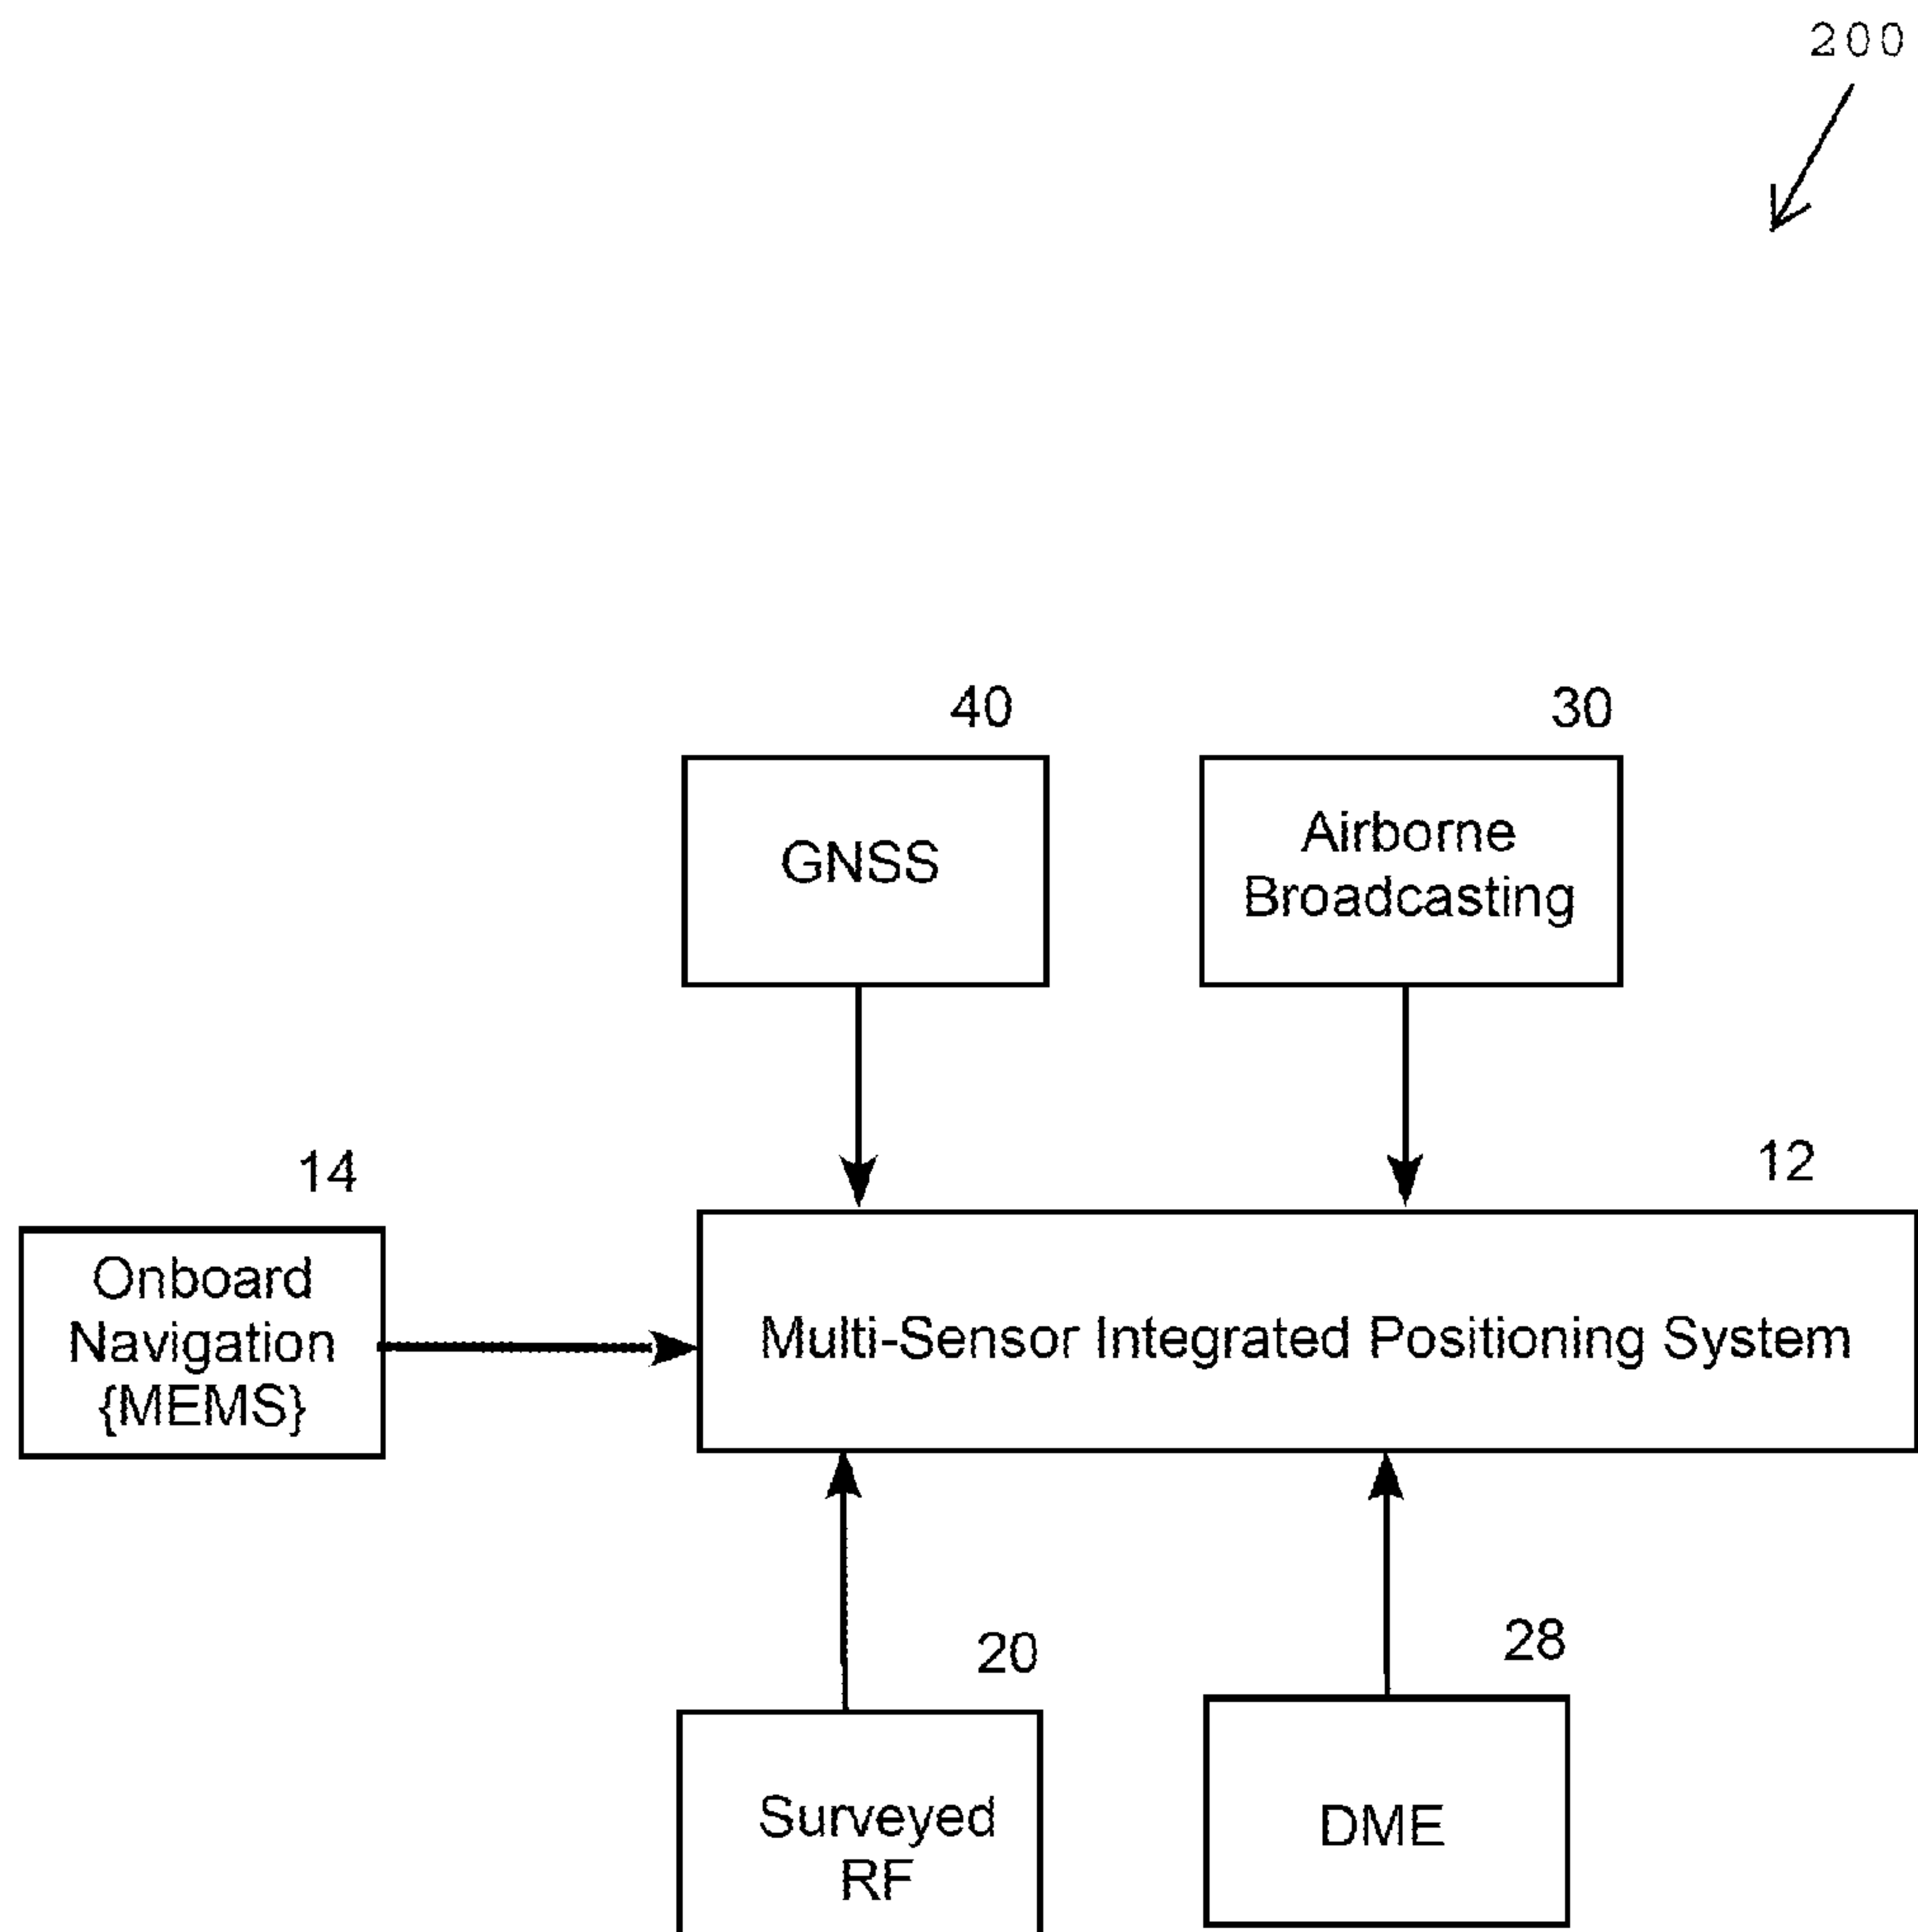 200
40
30
GNSS
Airborne
Broadcasting
14
12
Onboard
Navigation
{MEMS}
Multi-Sensor Integrated Positioning System
20
28
Surveyed
RF
DME